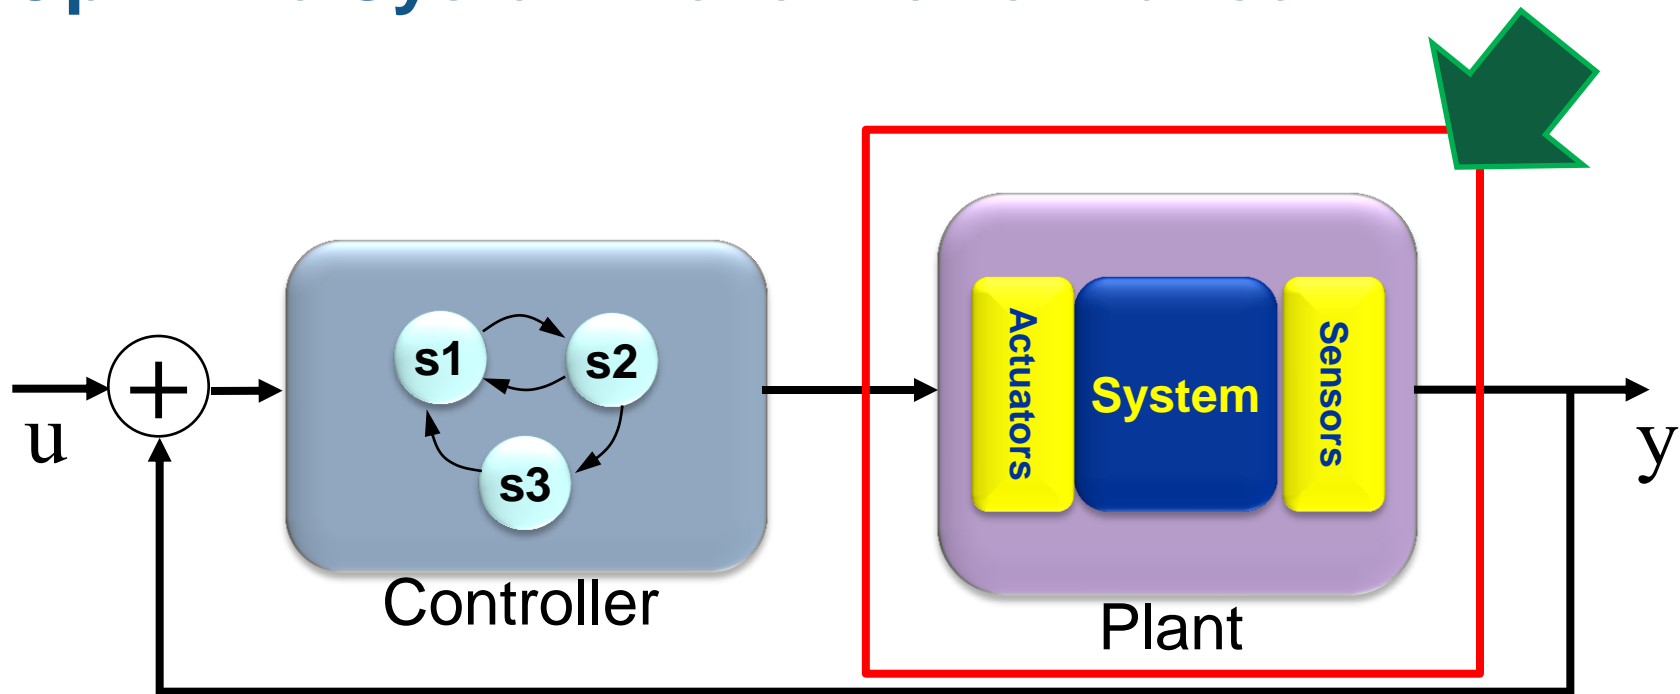 u
+
s1
s2
s3
Controller
Actuators
System
Sensors
Plant
y